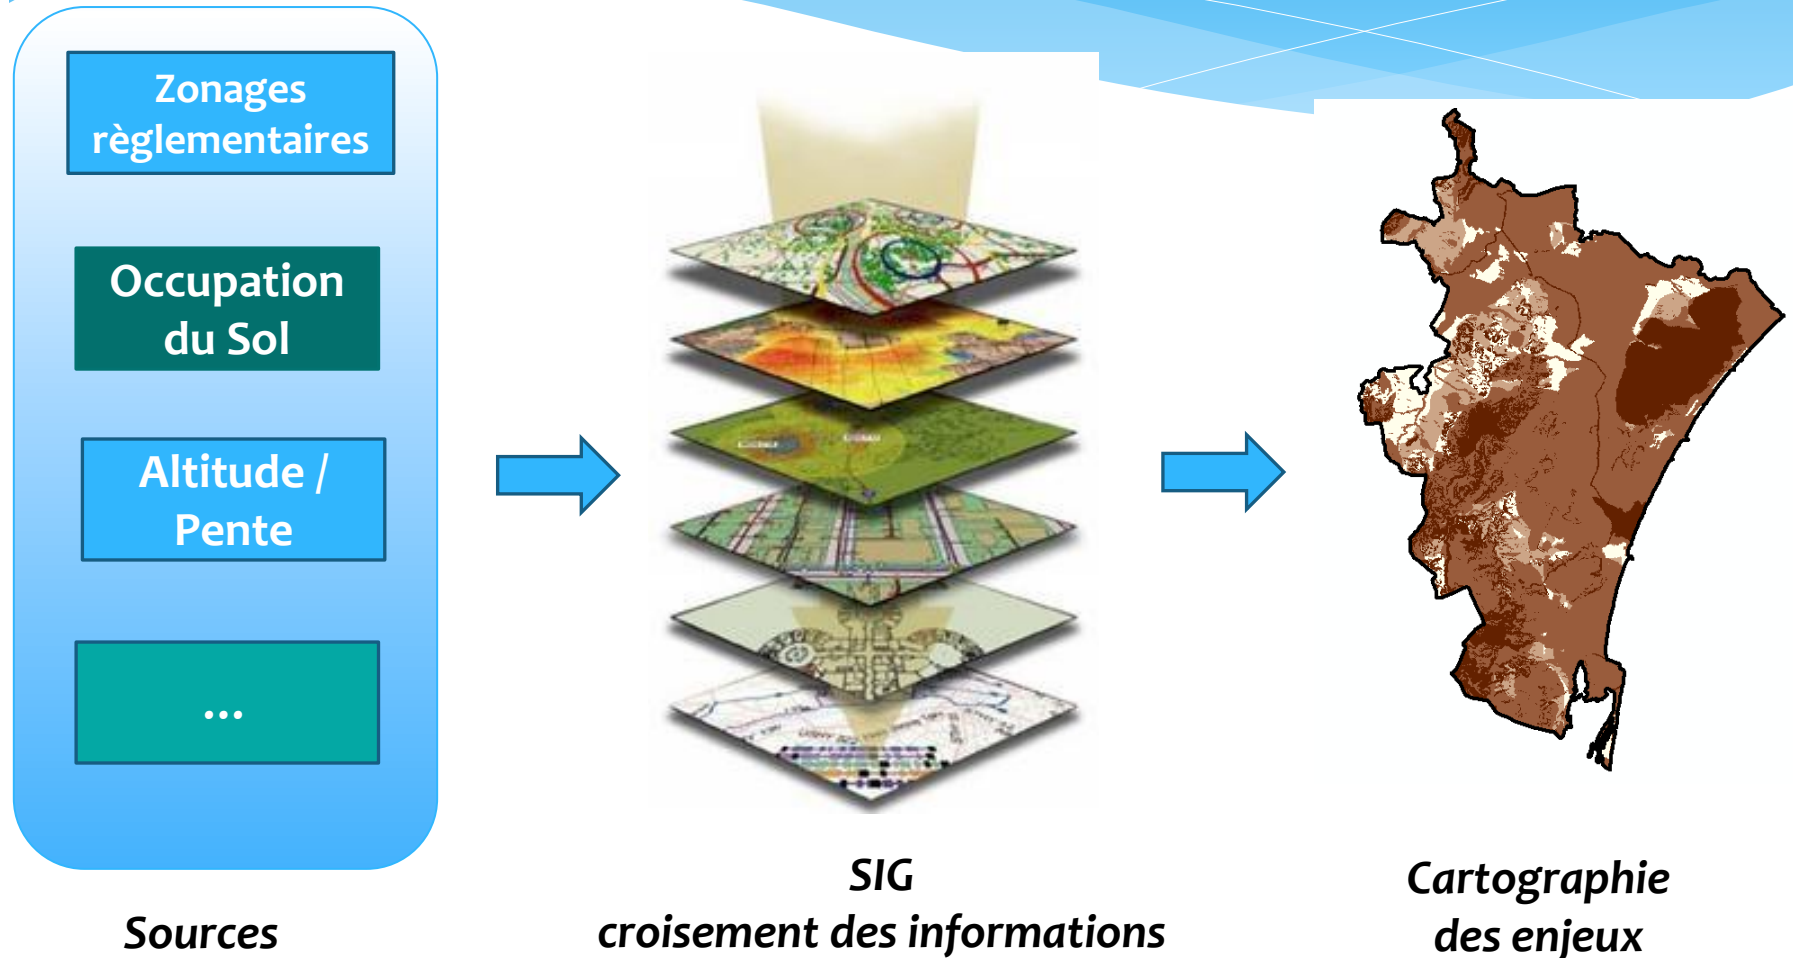 Zonages
règlementaires
Occupation
du Sol
Altitude /
Pente
...
Sources
SIG
croisement des informations
Cartographie
des enjeux